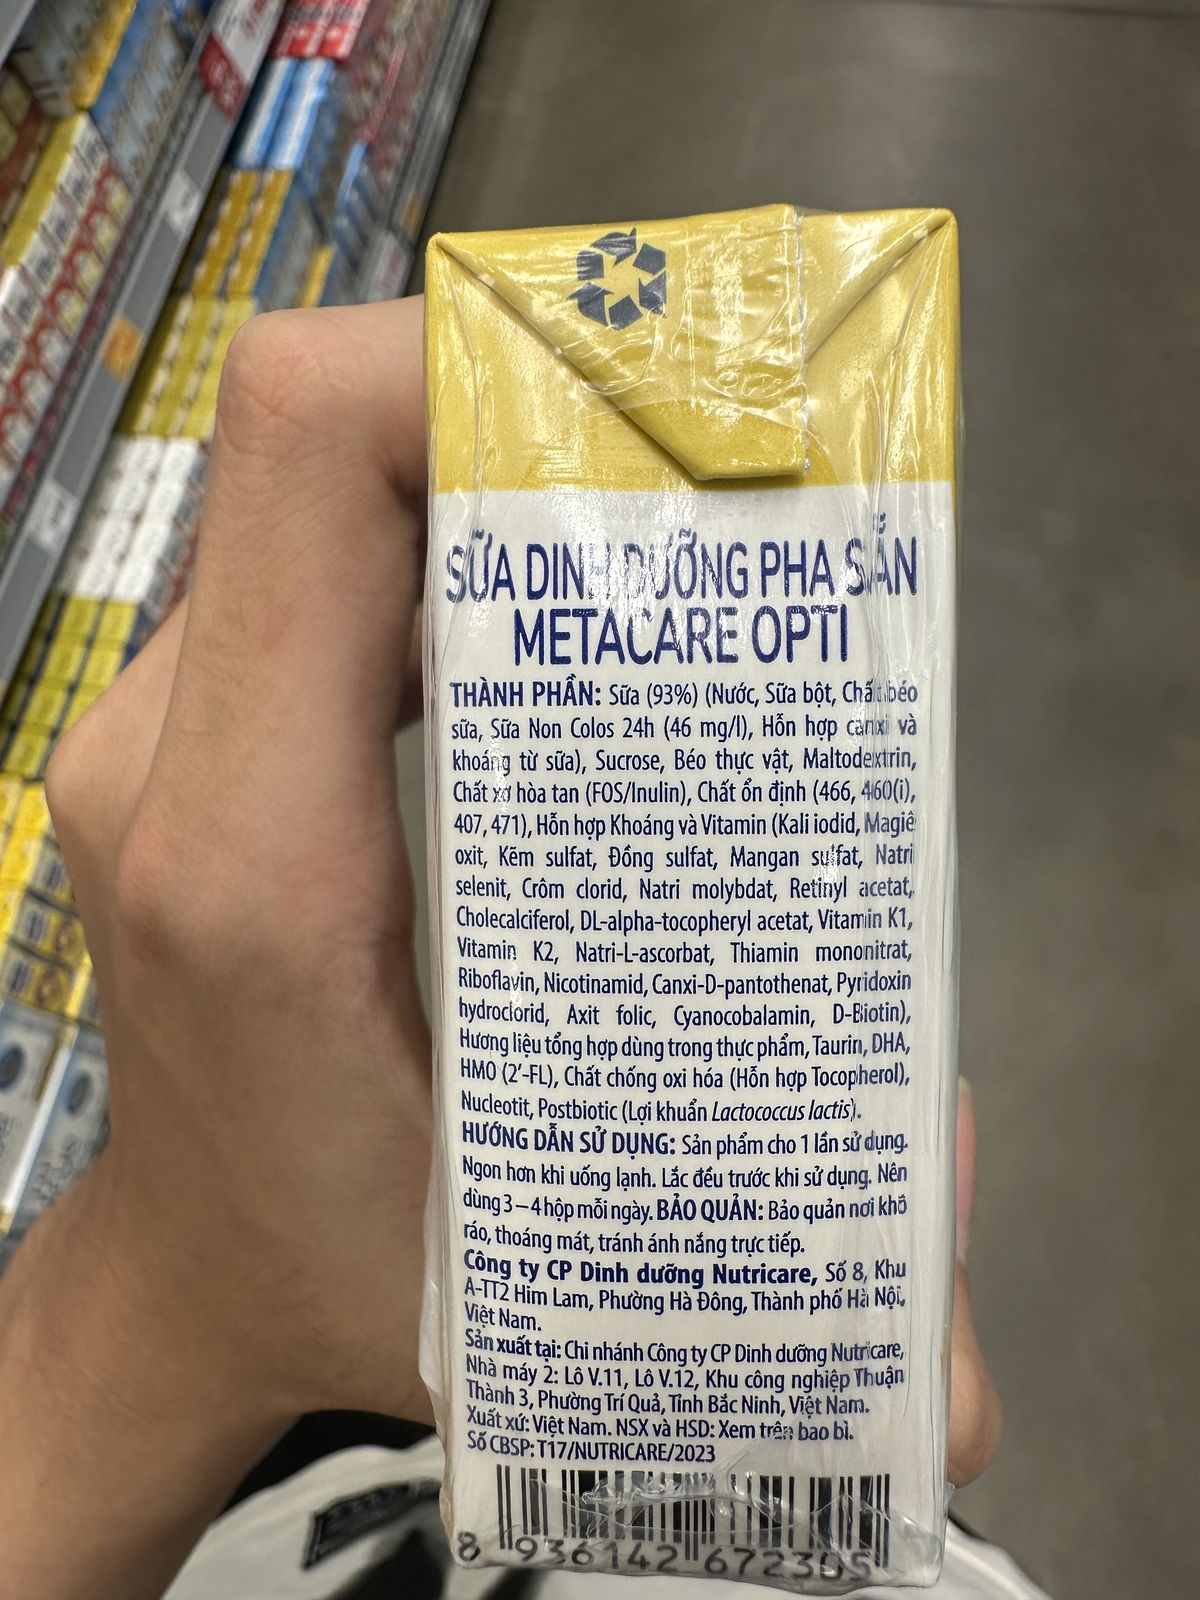 SỮA DINH DƯỠNG PHA SẴN
METACARE OPTI
THÀNH PHẦN: Sữa (93%) (Nước, Sữa bột, Chất béo
sữa, Sữa Non Colos 24h (46 mg/l), Hỗn hợp canxi và
khoáng từ sữa), Sucrose, Béo thực vật, Maltodextrin,
Chất xơ hòa tan (FOS/Inulin), Chất ổn định (466, 460(i),
407, 471), Hỗn hợp Khoáng và Vitamin (Kali iodid, Magiê
oxit, Kẽm sulfat, Đồng sulfat, Mangan sulfat, Natri
selenit, Crôm clorid, Natri molybdat, Retinyl acetat,
Cholecalciferol, DL-alpha-tocopheryl acetat, Vitamin K1,
Vitamin K2, Natri-L-ascorbat, Thiamin mononitrat,
Riboflavin, Nicotinamid, Canxi-D-pantothenat, Pyridoxin
hydroclorid, Axit folic, Cyanocobalamin, D-Biotin),
Hương liệu tổng hợp dùng trong thực phẩm, Taurin, DHA,
HMO (2’-FL), Chất chống oxi hóa (Hỗn hợp Tocopherol),
Nucleotit, Postbiotic (Lợi khuẩn Lactococcus lactis).
HƯỚNG DẪN SỬ DỤNG: Sản phẩm cho 1 lần sử dụng.
Ngon hơn khi uống lạnh. Lắc đều trước khi sử dụng. Nên
dùng 3 – 4 hộp mỗi ngày. BẢO QUẢN: Bảo quản nơi khô
ráo, thoáng mát, tránh ánh nắng trực tiếp.
Công ty CP Dinh dưỡng Nutricare, Số 8, Khu
A-TT2 Him Lam, Phường Hà Đông, Thành phố Hà Nội,
Việt Nam.
Sản xuất tại: Chi nhánh Công ty CP Dinh dưỡng Nutricare,
Nhà máy 2: Lô V.11, Lô V.12, Khu công nghiệp Thuận
Thành 3, Phường Trí Quả, Tỉnh Bắc Ninh, Việt Nam.
Xuất xứ: Việt Nam. NSX và HSD: Xem trên bao bì.
Số CBSP: T17/NUTRICARE/2023
8 936142 672305